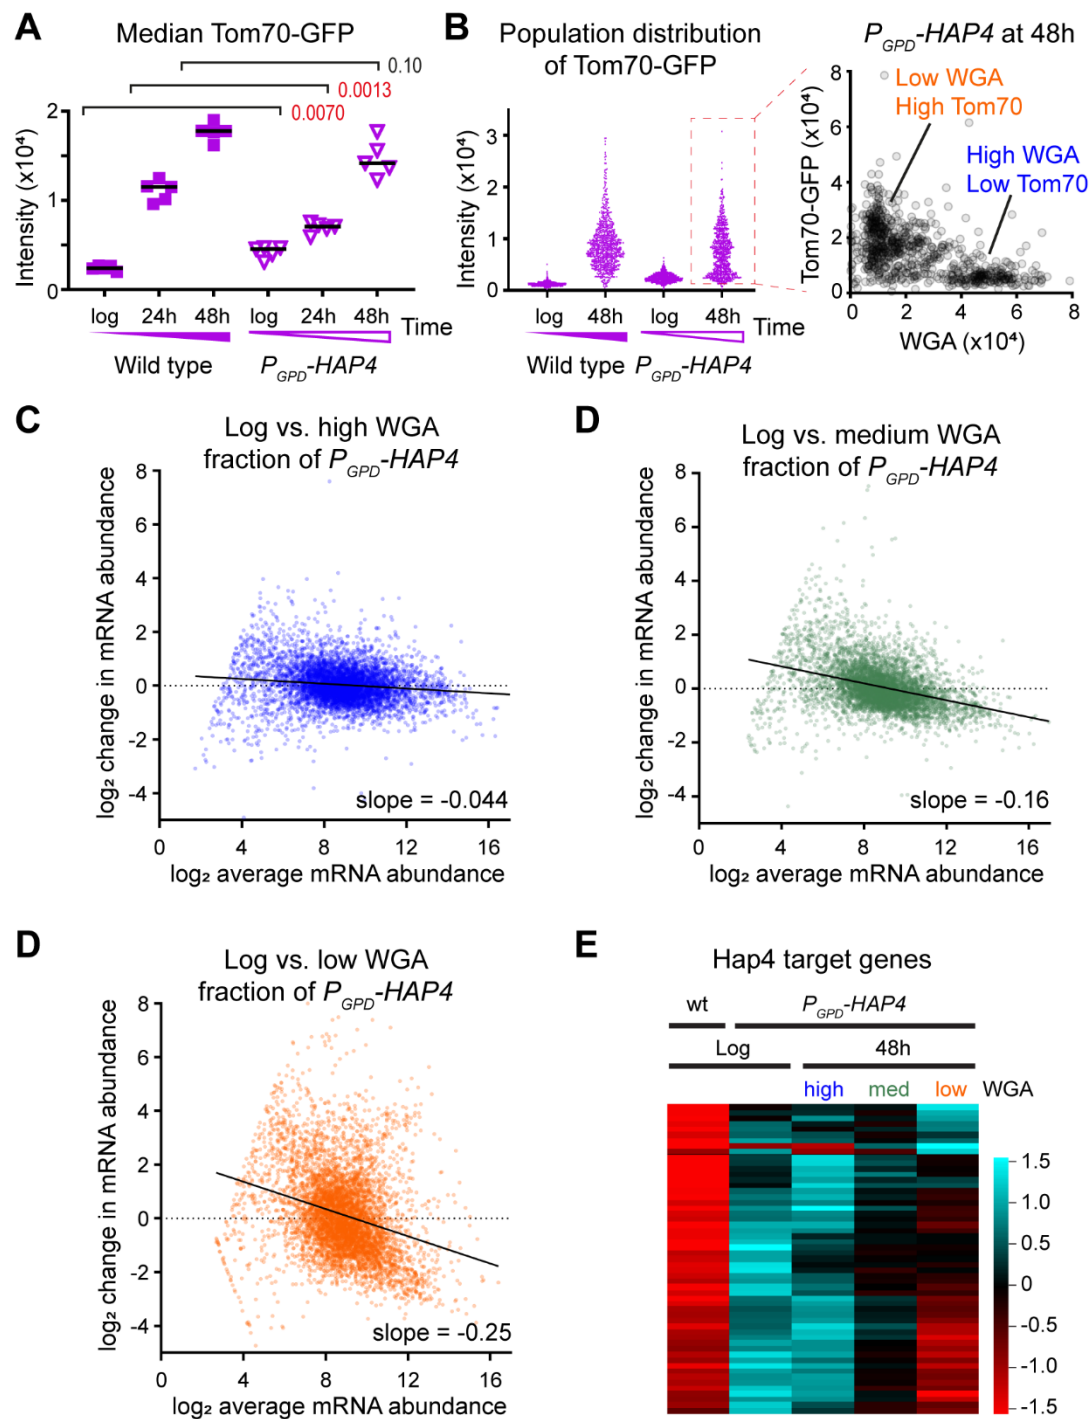 A
Median Tom70-GFP
0.10
0.0013
0.0070
Intensity (x10⁴)
2
1
0
log 24h 48h log 24h 48h
Time
Wild type P_GPD-HAP4
B
Population distribution
of Tom70-GFP
Intensity (x10⁴)
3
2
1
0
log 48h log 48h
Time
Wild type P_GPD-HAP4
P_GPD-HAP4 at 48h
Tom70-GFP (x10⁴)
8
6
4
2
0
Low WGA
High Tom70
High WGA
Low Tom70
0 2 4 6 8
WGA (x10⁴)
C
Log vs. high WGA
fraction of P_GPD-HAP4
log₂ change in mRNA abundance
8
6
4
2
0
-2
-4
slope = -0.044
0 4 8 12 16
log₂ average mRNA abundance
D
Log vs. medium WGA
fraction of P_GPD-HAP4
log₂ change in mRNA abundance
8
6
4
2
0
-2
-4
slope = -0.16
0 4 8 12 16
log₂ average mRNA abundance
D
Log vs. low WGA
fraction of P_GPD-HAP4
log₂ change in mRNA abundance
8
6
4
2
0
-2
-4
slope = -0.25
0 4 8 12 16
log₂ average mRNA abundance
E
Hap4 target genes
wt P_GPD-HAP4
Log 48h
high med low WGA
1.5
1.0
0.5
0
-0.5
-1.0
-1.5